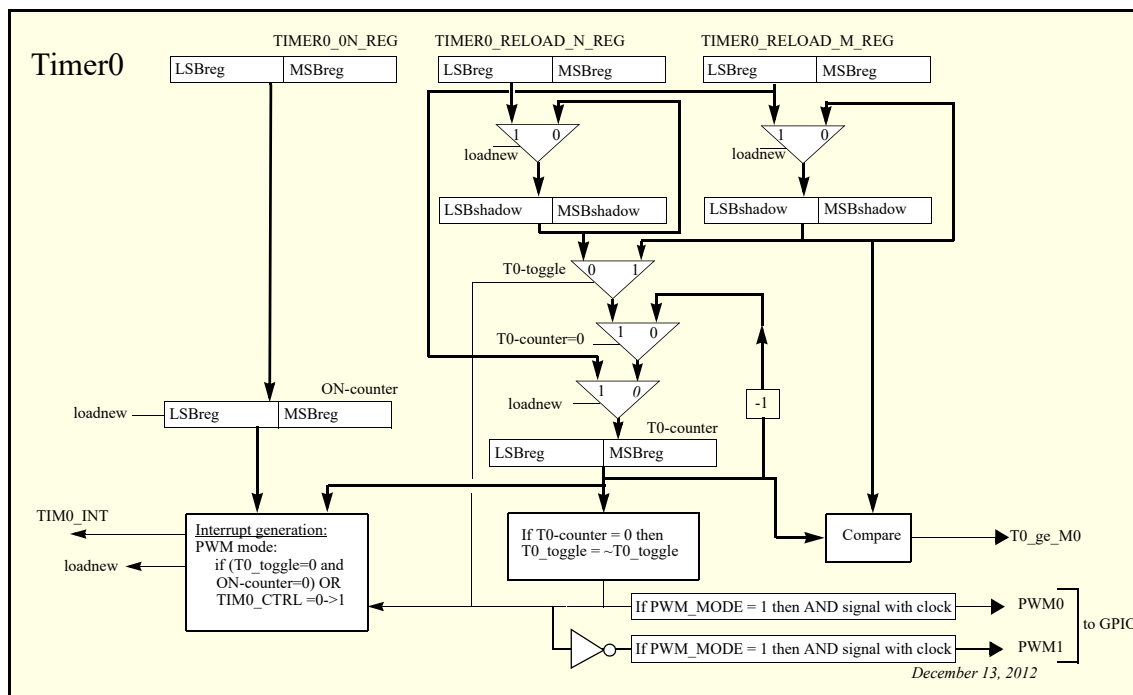 Timer0
TIMER0_0N_REG
TIMER0_RELOAD_N_REG
TIMER0_RELOAD_M_REG
LSBreg
MSBreg
LSBreg
MSBreg
LSBreg
MSBreg
1
0
loadnew
1
0
loadnew
LSBshadow
MSBshadow
LSBshadow
MSBshadow
T0-toggle
0
1
T0-counter=0
1
0
ON-counter
loadnew
LSBreg
MSBreg
loadnew
1
0
-1
T0-counter
LSBreg
MSBreg
TIM0_INT
loadnew
Interrupt generation:
PWM mode:
if (T0_toggle=0 and
ON-counter=0) OR
TIM0_CTRL =0->1
If T0-counter = 0 then
T0_toggle = ~T0_toggle
Compare
T0_ge_M0
If PWM_MODE = 1 then AND signal with clock
PWM0
to GPIO
If PWM_MODE = 1 then AND signal with clock
PWM1
December 13, 2012